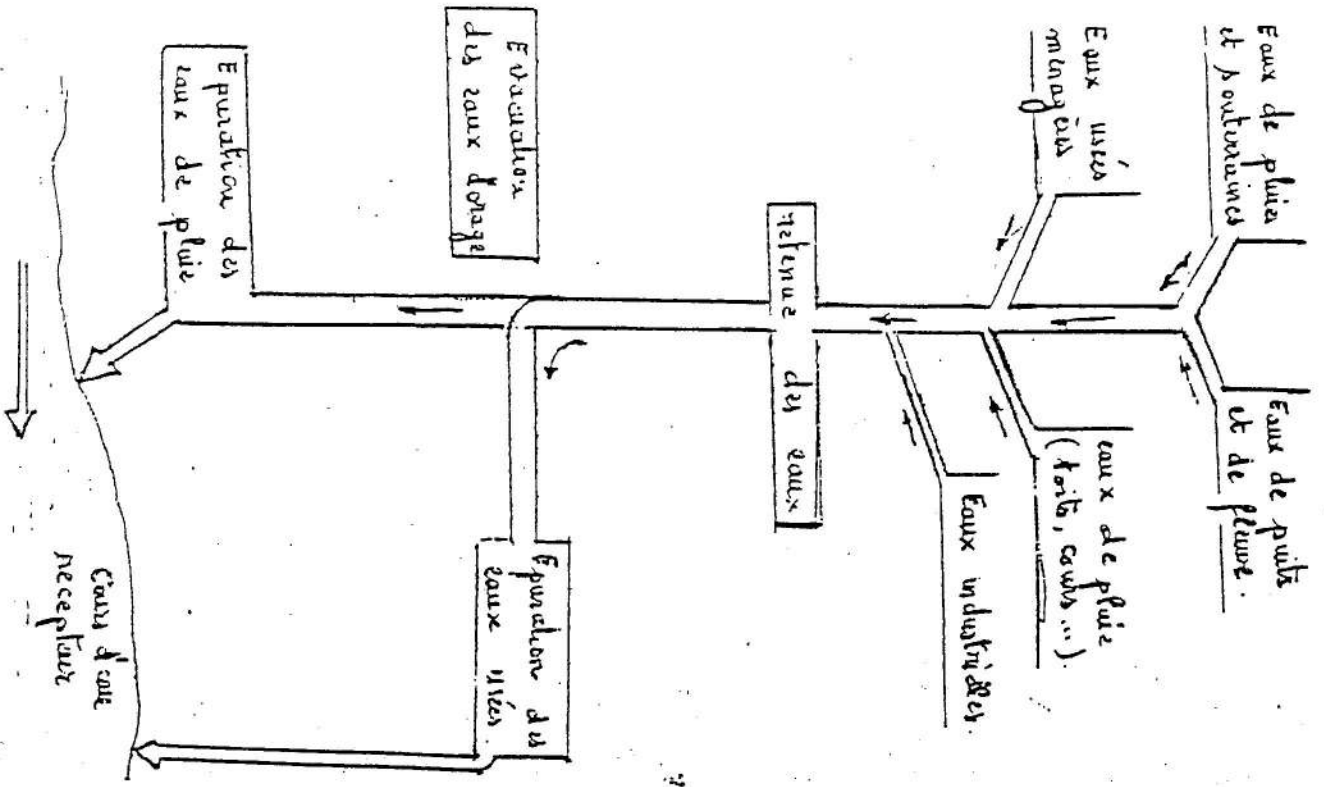 Eaux de pluies
et souterraines
Eaux de puits
et de fleuve.
Eaux usées
ménagères
eaux de pluie
(toits, cours...).
Eaux industrielles.
retenue des eaux
Evacuation
des eaux d'orage
Epuration des
eaux usées
Epuration des
eaux de pluie
Cours d'eau
recepteur